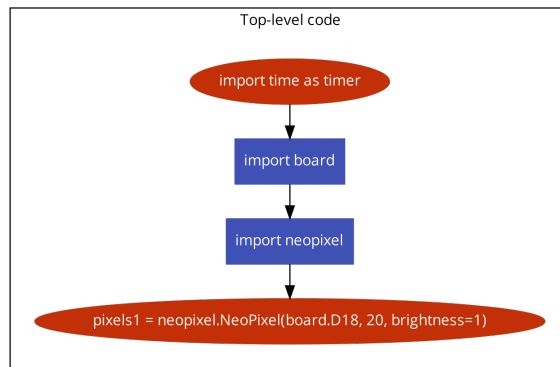 Top-level code
import time as timer
import board
import neopixel
pixels1 = neopixel.NeoPixel(board.D18, 20, brightness=1)